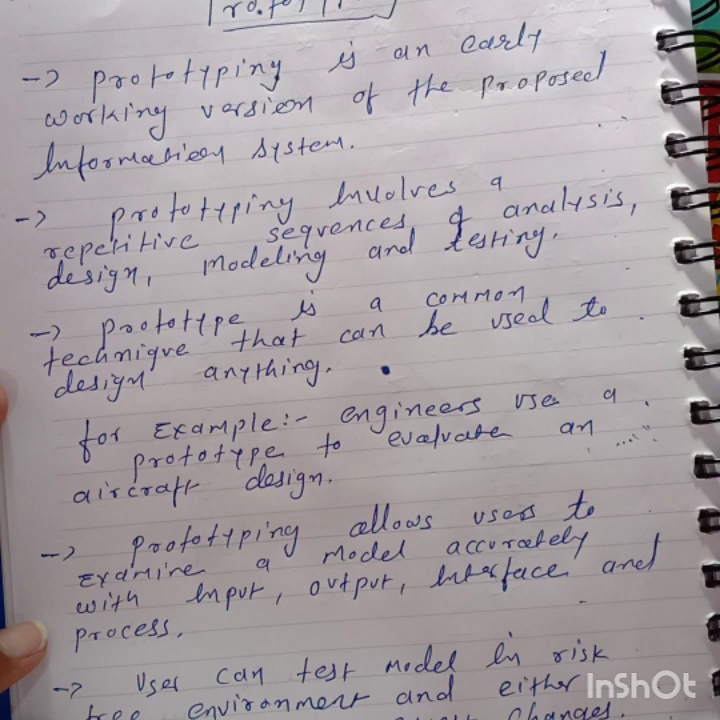 Prototyping
-> prototyping is an early
working version of the proposed
Information system.
-> prototyping Involves a
repetitive sequences of analysis,
design, modeling and testing.
-> prototype is a common
technique that can be used to
design anything.
for Example:- engineers use a
prototype to evaluate an
aircraft design.
-> prototyping allows users to
Examine a Model accurately
with Input, output, Interface and
process.
-> User can test Model In risk
free environment and either
changes.
InShOt